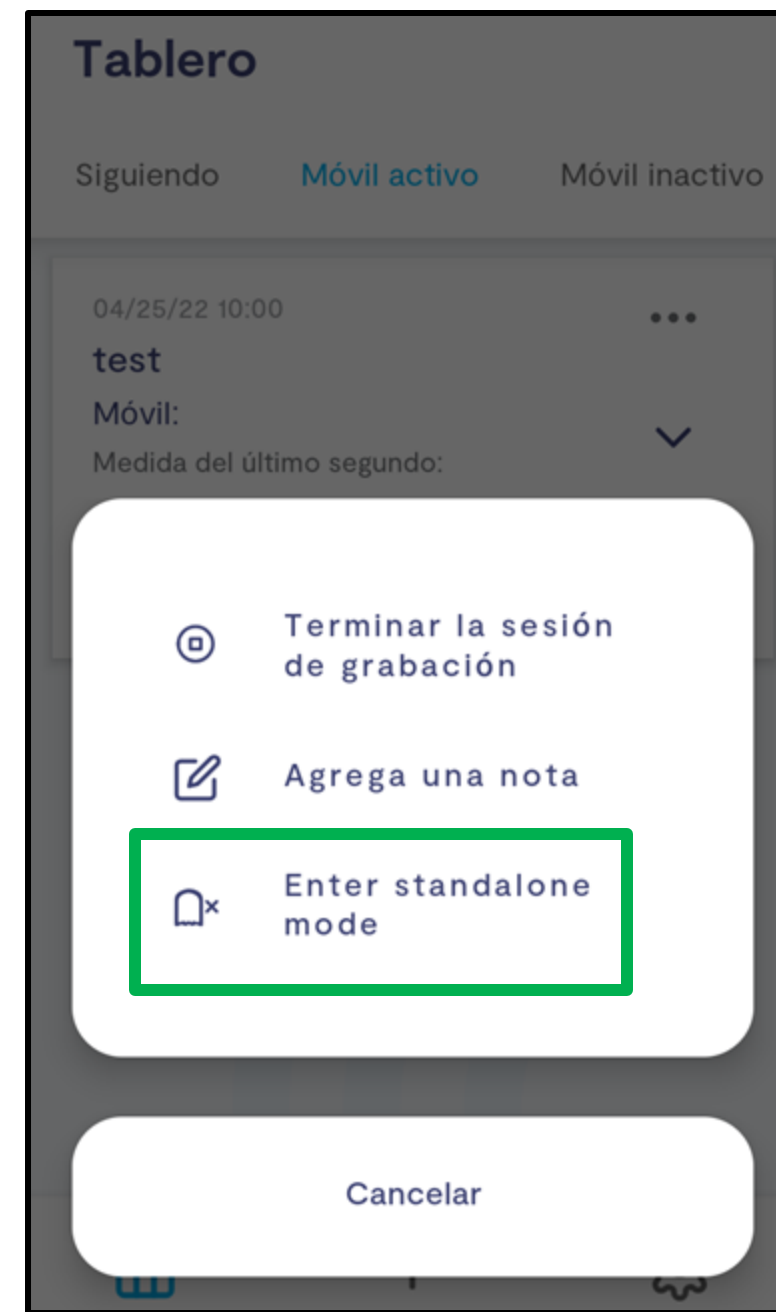 Tablero
Siguiendo Móvil activo Móvil inactivo
04/25/22 10:00
test
Móvil:
Medida del último segundo:
Terminar la sesión
de grabación
Agrega una nota
Enter standalone
mode
Cancelar